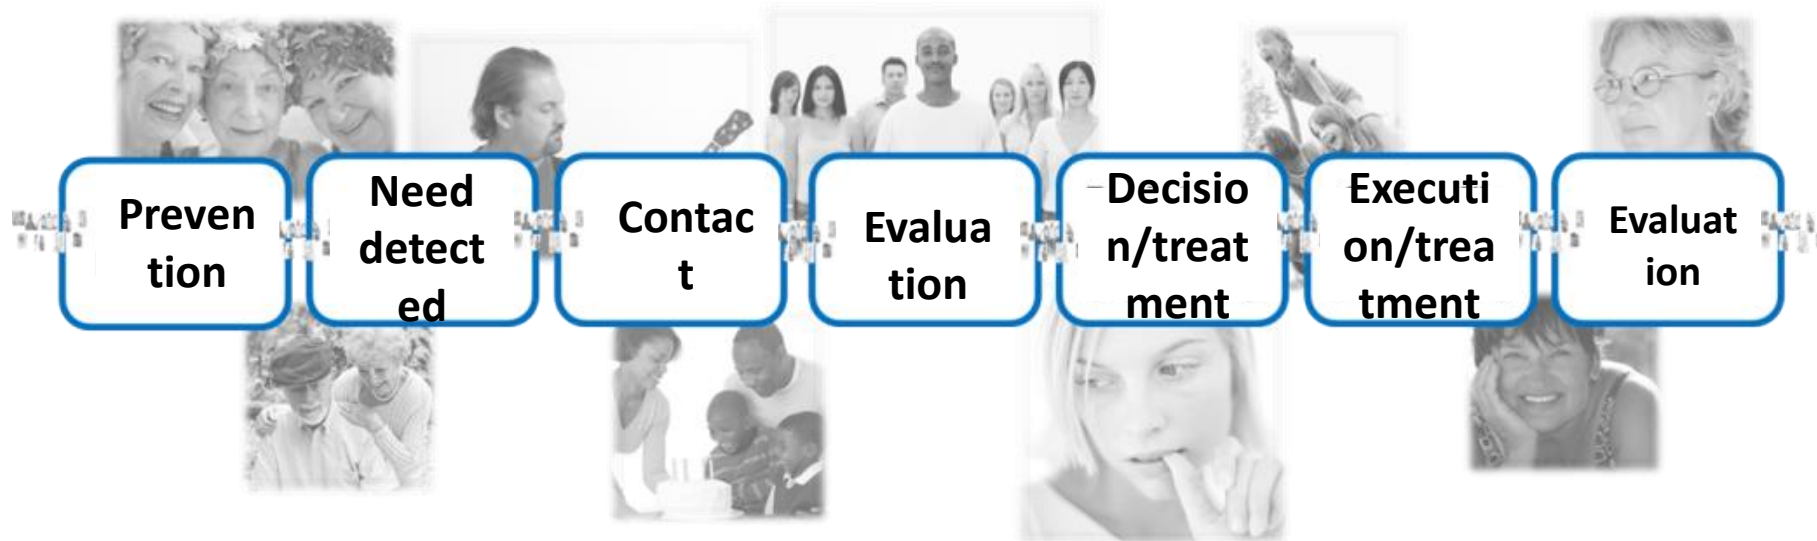 Preven
tion
Need
detect
ed
Contac
t
Evalua
tion
Decisio
n/treat
ment
Executi
on/trea
tment
Evaluat
ion